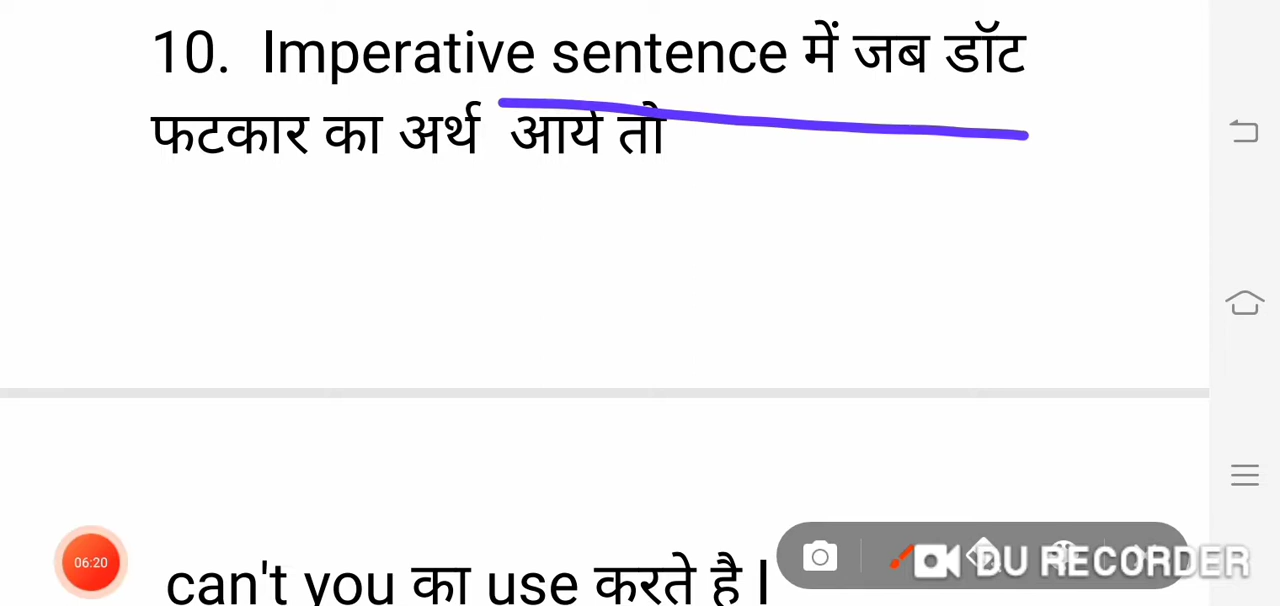 10. Imperative sentence में जब डॉट
फटकार का अर्थ आये तो
can't you का use करते है l
06:20
DU RECORDER